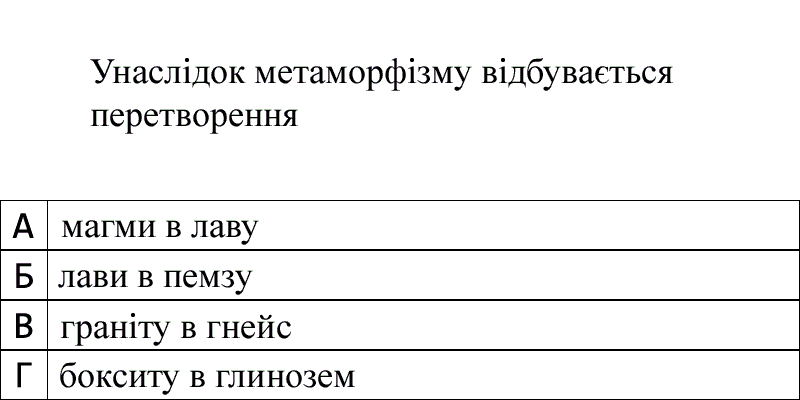 Унаслідок метаморфізму відбувається
перетворення
А магми в лаву
Б лави в пемзу
В граніту в гнейс
Г бокситу в глинозем